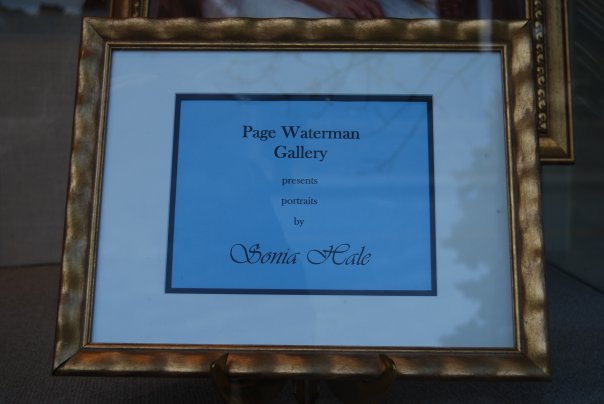 Page Waterman
Gallery
presents
portraits
by
Sonia Hale